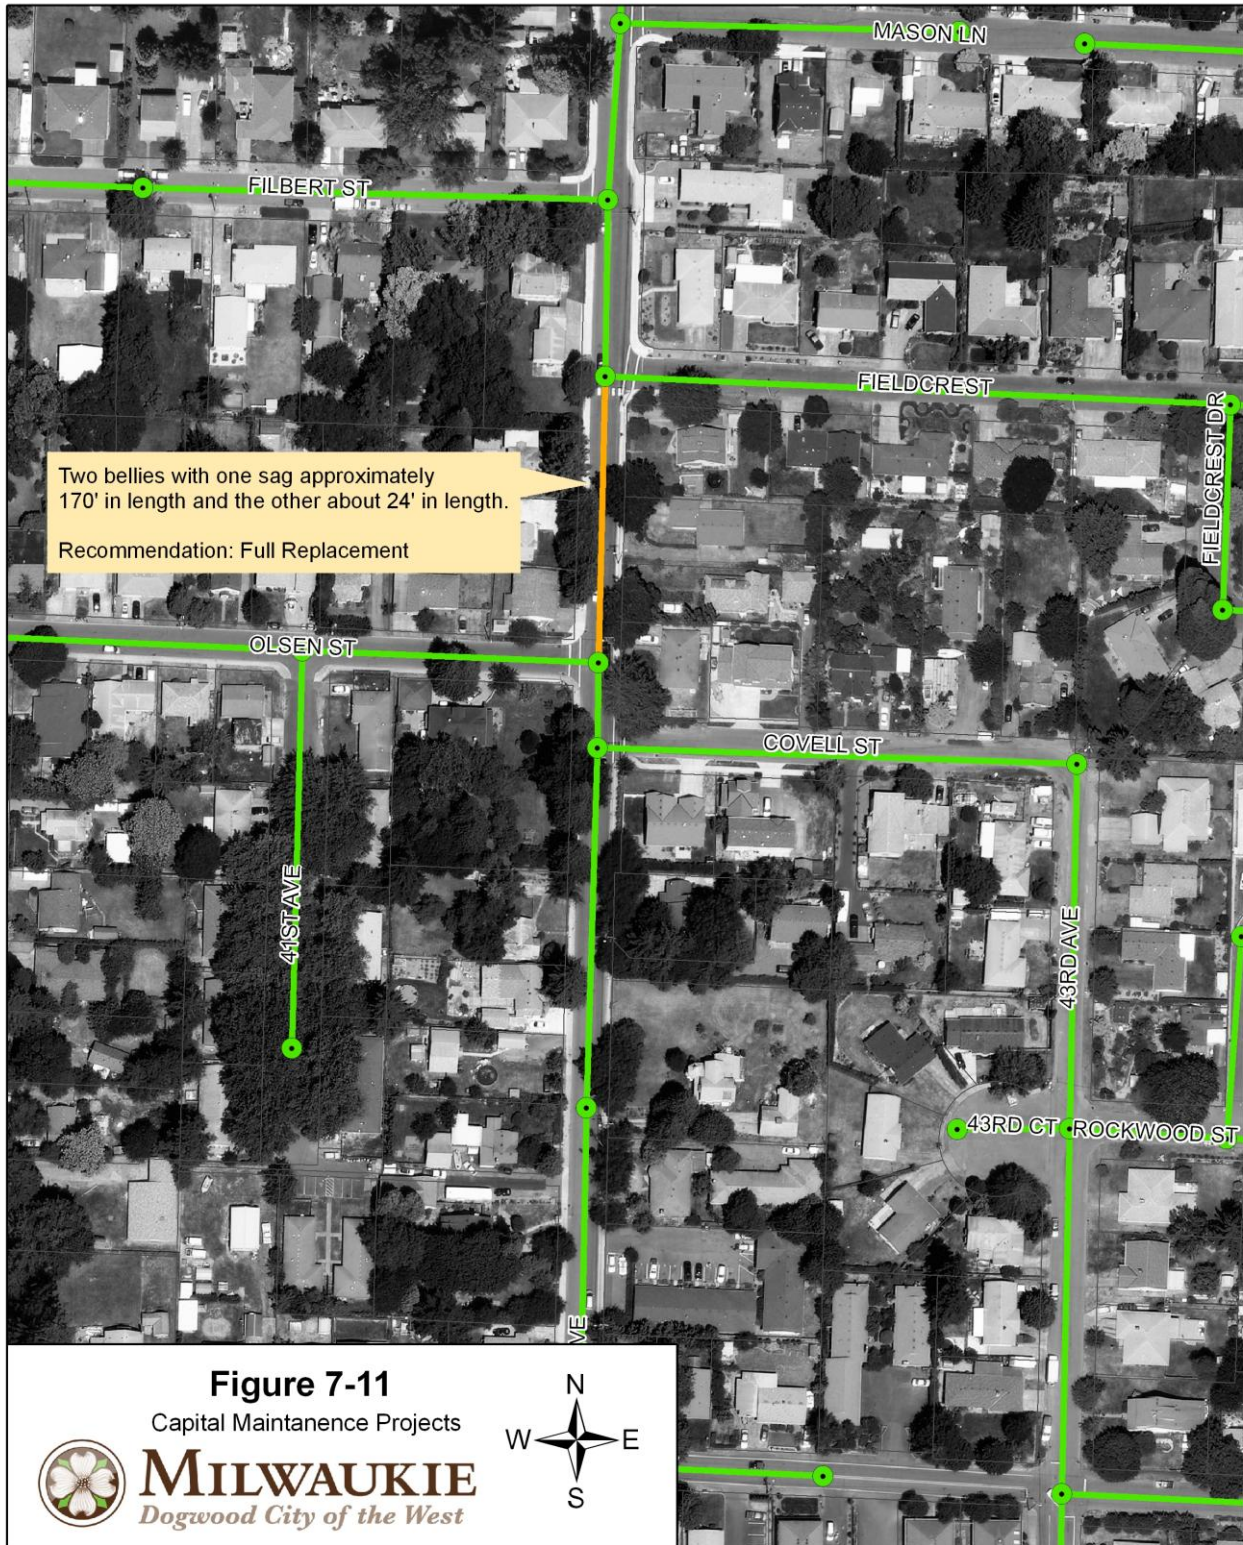 MASON LN
FILBERT ST
FIELDCREST
FIELDCREST DR
Two bellies with one sag approximately
170' in length and the other about 24' in length.
Recommendation: Full Replacement
OLSEN ST
COVELL ST
41ST AVE
43RD AVE
43RD CT
ROCKWOOD ST
VE
Figure 7-11
Capital Maintanence Projects
MILWAUKIE
Dogwood City of the West
N
W
E
S